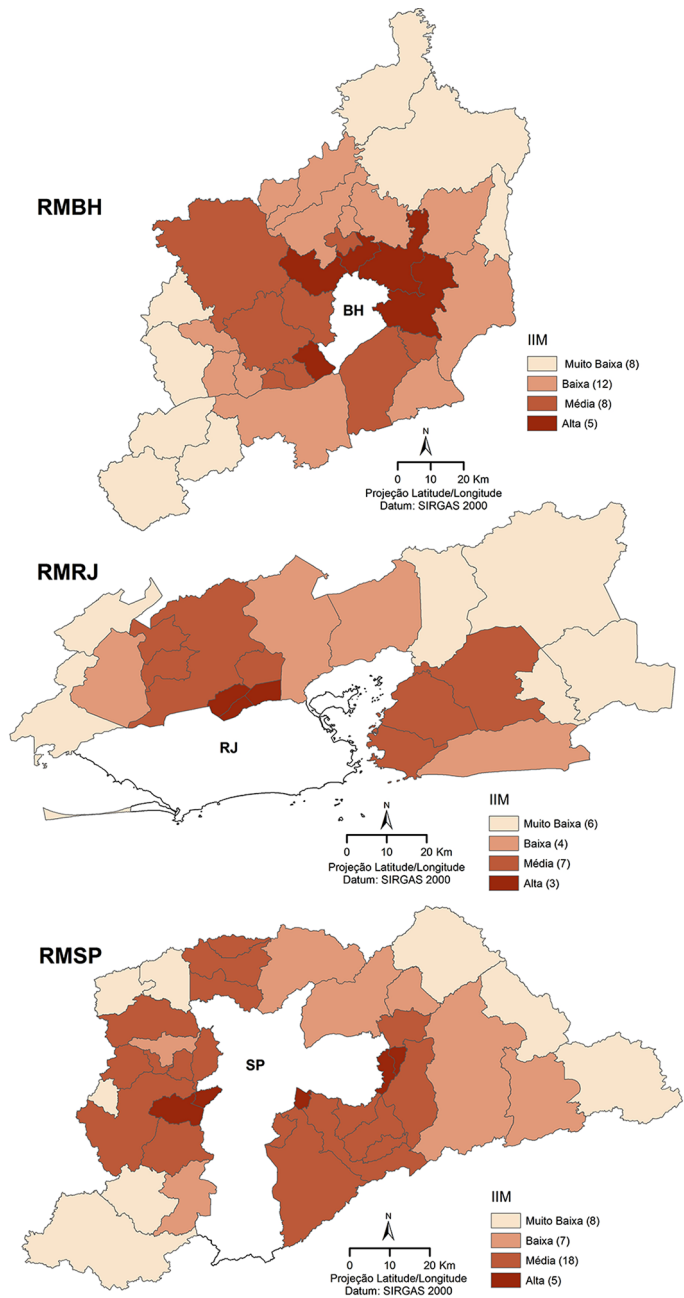 RMBH
BH
IIM
Muito Baixa (8)
Baixa (12)
Média (8)
Alta (5)
N
0 10 20 Km
Projeção Latitude/Longitude
Datum: SIRGAS 2000
RMRJ
RJ
IIM
Muito Baixa (6)
Baixa (4)
Média (7)
Alta (3)
N
0 10 20 Km
Projeção Latitude/Longitude
Datum: SIRGAS 2000
RMSP
SP
IIM
Muito Baixa (8)
Baixa (7)
Média (18)
Alta (5)
N
0 10 20 Km
Projeção Latitude/Longitude
Datum: SIRGAS 2000